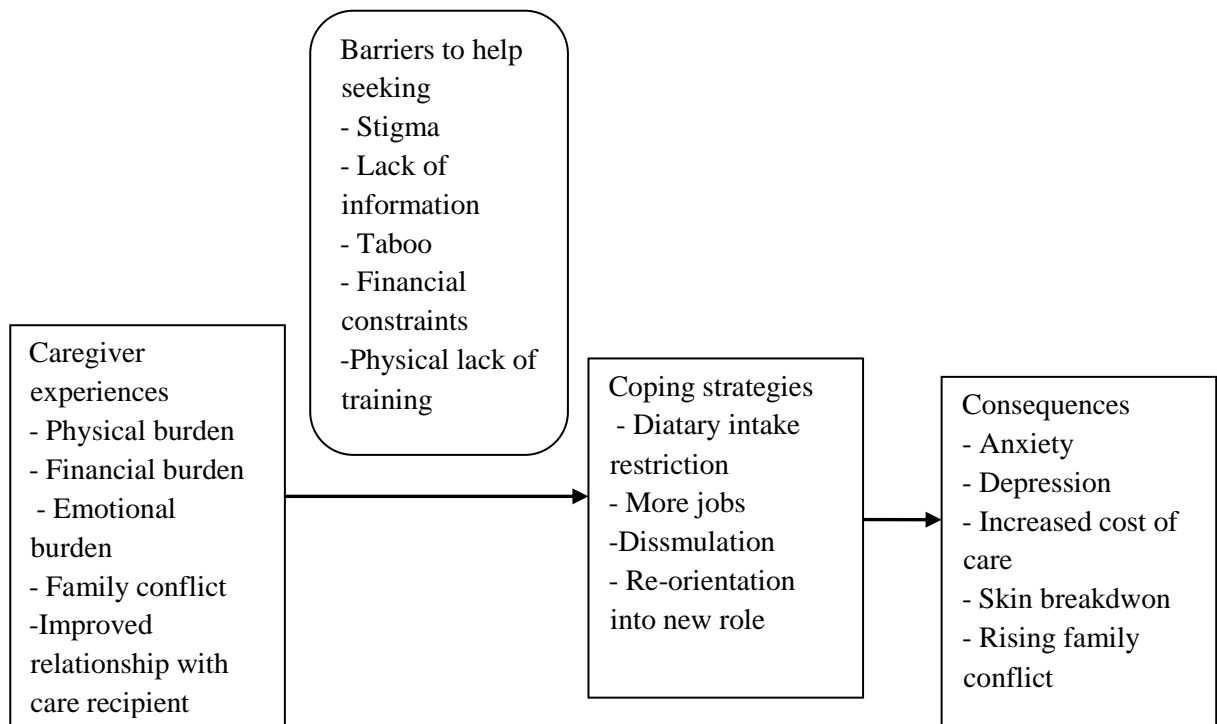 Barriers to help
seeking
- Stigma
- Lack of
information
- Taboo
- Financial
constraints
-Physical lack of
training
Caregiver
experiences
- Physical burden
- Financial burden
- Emotional
burden
- Family conflict
-Improved
relationship with
care recipient
Coping strategies
- Diatary intake
restriction
- More jobs
-Dissmulation
- Re-orientation
into new role
Consequences
- Anxiety
- Depression
- Increased cost of
care
- Skin breakdwon
- Rising family
conflict